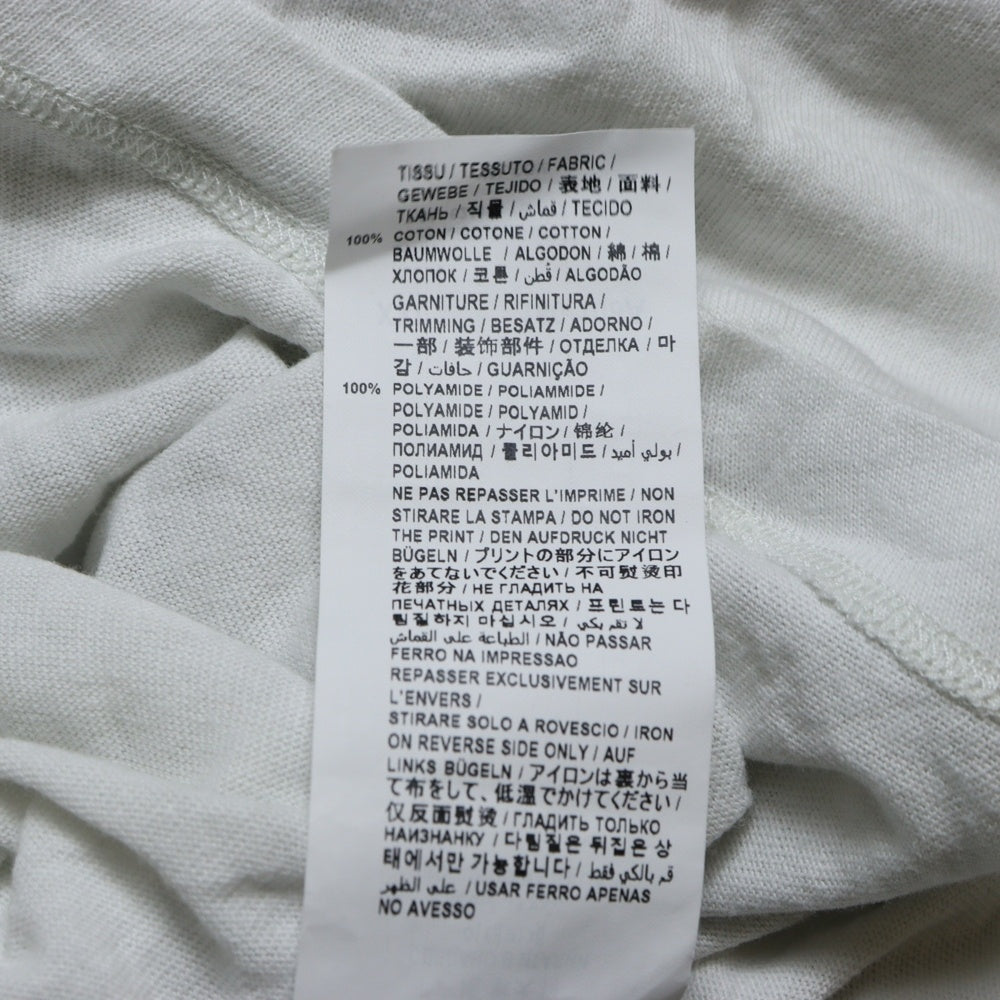 TISSU / TESSUTO / FABRIC /
GEWEBE / TEJIDO / 表地 / 面料 /
ТКАНЬ / 직물 / قماش / TECIDO
100% COTON / COTONE / COTTON /
BAUMWOLLE / ALGODON / 綿 / 棉 /
ХЛОПОК / 코튼 / قُطن / ALGODÃO
GARNITURE / RIFINITURA /
TRIMMING / BESATZ / ADORNO /
一部 / 装饰部件 / ОТДЕЛКА / 마
감 / حافات / GUARNIÇÃO
100% POLYAMIDE / POLIAMMIDE /
POLYAMIDE / POLYAMID /
POLIAMIDA / ナイロン / 锦纶 /
ПОЛИАМИД / 폴리아미드 / بولي أميد /
POLIAMIDA
NE PAS REPASSER L'IMPRIME / NON
STIRARE LA STAMPA / DO NOT IRON
THE PRINT / DEN AUFDRUCK NICHT
BÜGELN / プリントの部分にアイロン
をあてないでください / 不可熨烫印
花部分 / НЕ ГЛАДИТЬ НА
ПЕЧАТНЫХ ДЕТАЛЯХ / 프린트는 다
림질하지 마십시오 / لا تقم بكي
الطباعة على القماش / NÃO PASSAR
FERRO NA IMPRESSAO
REPASSER EXCLUSIVEMENT SUR
L'ENVERS /
STIRARE SOLO A ROVESCIO / IRON
ON REVERSE SIDE ONLY / AUF
LINKS BÜGELN / アイロンは裏から当
て布をして、低温でかけてください /
仅反面熨烫 / ГЛАДИТЬ ТОЛЬКО
НАИЗНАНКУ / 다림질은 뒤집은 상
태에서만 가능합니다 / قم بالكي فقط
على الظهر / USAR FERRO APENAS
NO AVESSO